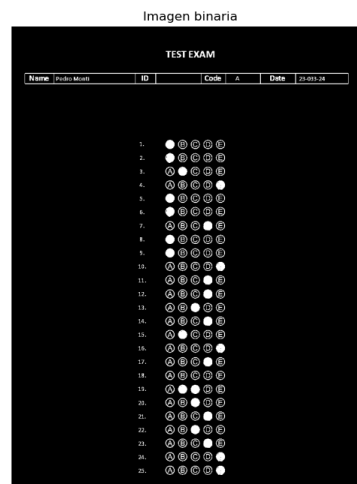 Imagen binaria
TEST EXAM
Name Pedro Monti ID Code A Date 23-033-24
1. B C D E
2. B C D E
3. A C D E
4. A B C D
5. B C D E
6. B C D E
7. A B C E
8. B C D E
9. B C D E
10. A B C D
11. A B C E
12. A B C E
13. A B D E
14. A B C E
15. A C D E
16. A B C D
17. A B C E
18. A B C D E
19. A D E
20. A B D E
21. A B C E
22. A B D E
23. A B C E
24. A B C D
25. A B C D